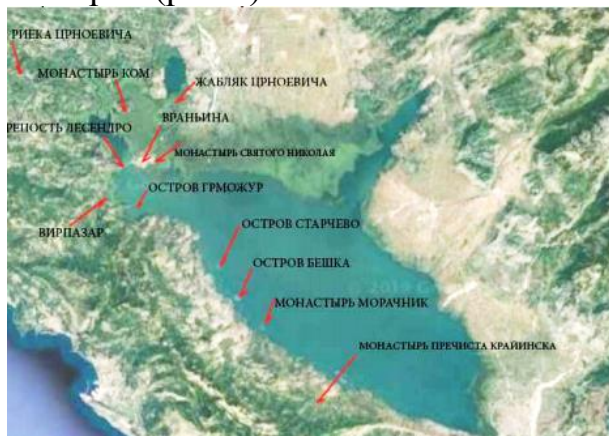 РИЕКА ЦРНОЕВИЧА
МОНАСТЫРЬ КОМ
ЖАБЛЯК ЦРНОЕВИЧА
ВРАНЬИНА
РЕПОСТЬ ЛЕСЕНДРО
МОНАСТЫРЬ СВЯТОГО НИКОЛАЯ
ОСТРОВ ГРМОЖУР
ВИРПАЗАР
ОСТРОВ СТАРЧЕВО
ОСТРОВ БЕШКА
МОНАСТЫРЬ МОРАЧНИК
МОНАСТЫРЬ ПРЕЧИСТА КРАЙИНСКА